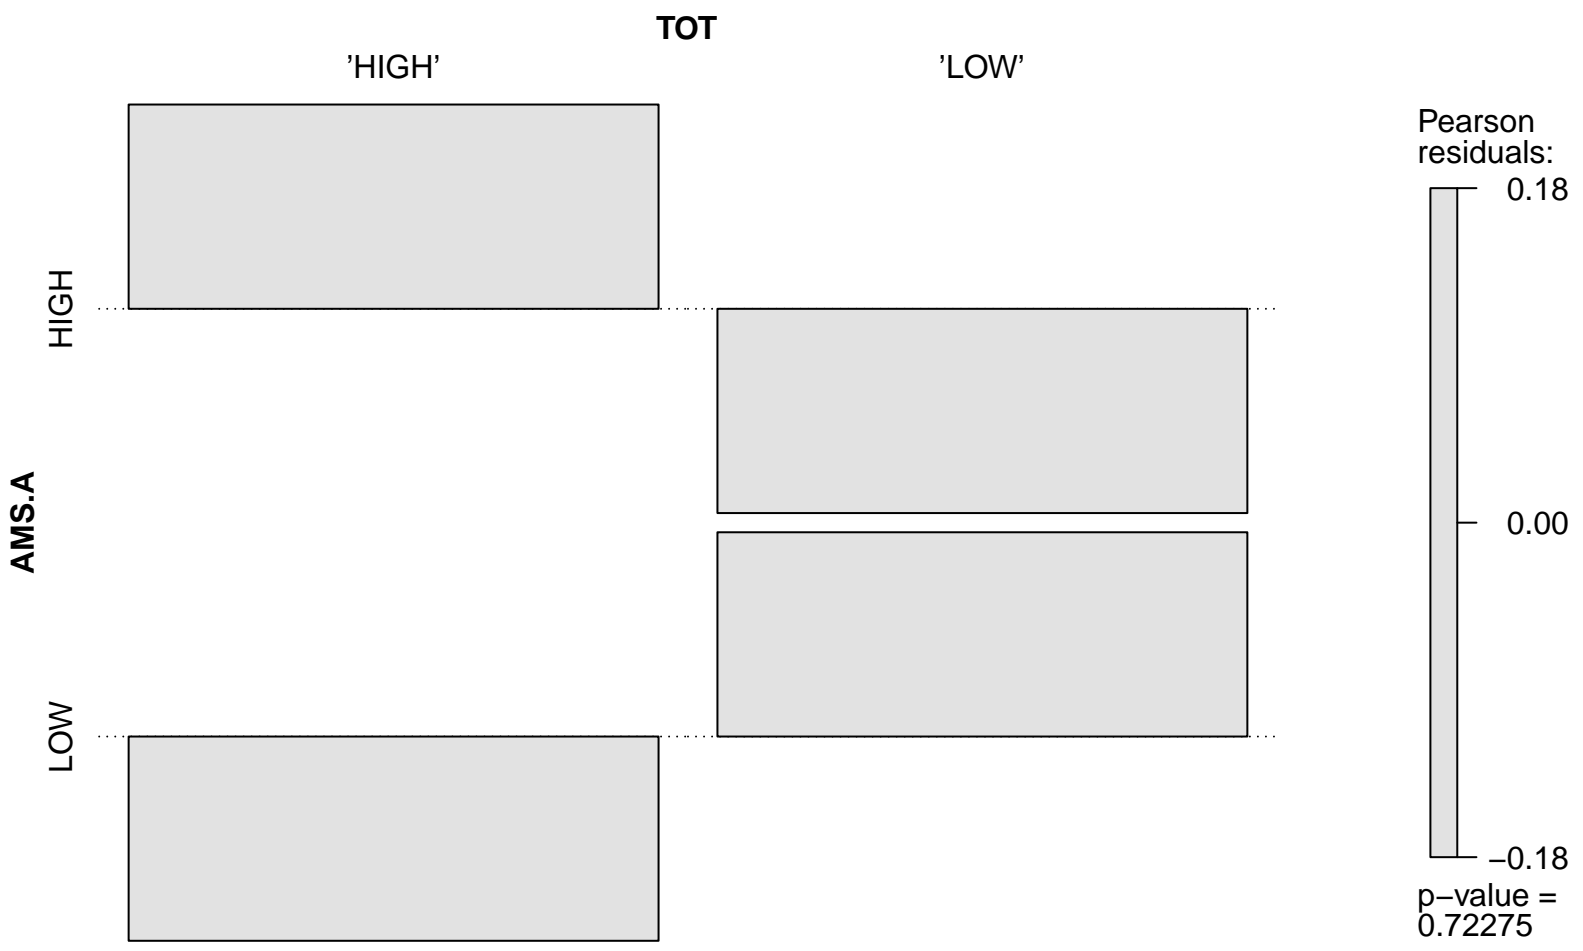 TOT
’HIGH’ ’LOW’
HIGH
AMS.A
LOW
Pearson
residuals:
0.18
0.00
−0.18
p−value =
0.72275